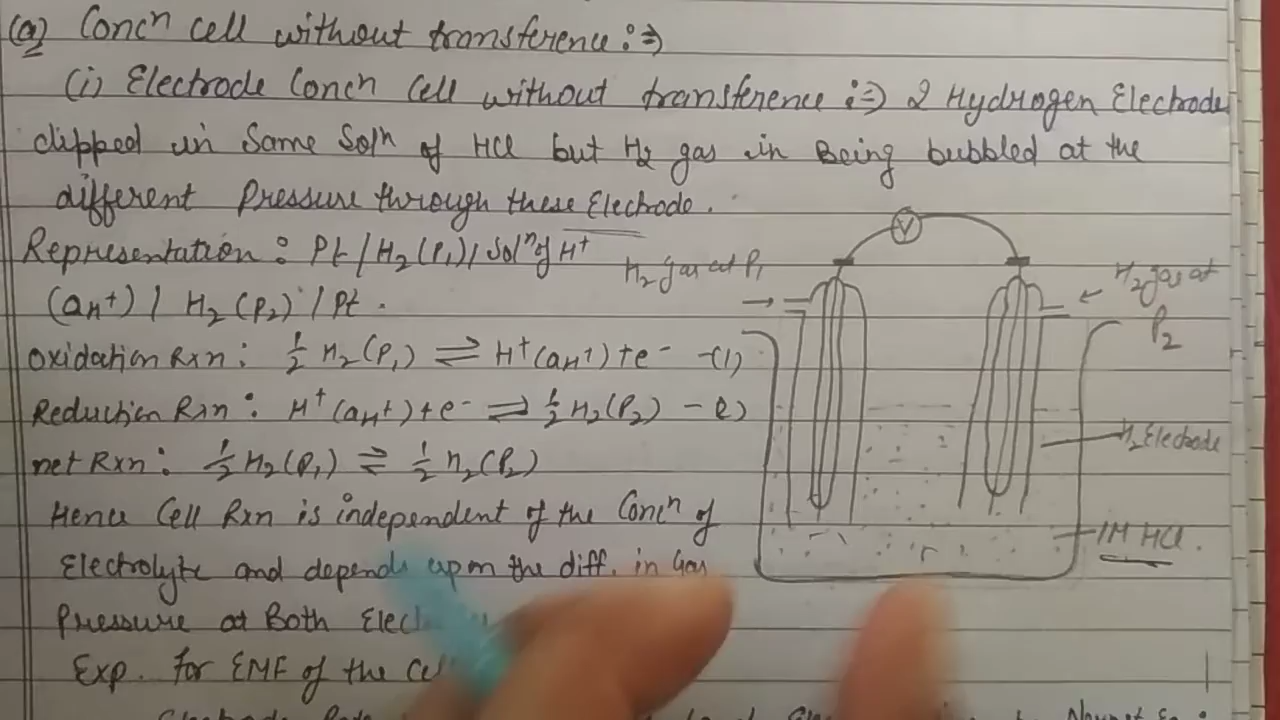 (a) Concn cell without transference :⇒
(i) Electrode Concn Cell without transference :⇒ 2 Hydrogen Electrode
dipped in Same Soln of HCl but H2 gas in Being bubbled at the
different Pressure through these Electrode.
Representation : Pt / H2(P1) / Soln of H+
(aH+) / H2 (P2) / Pt.
Oxidation Rxn : 1/2 H2(P1) ⇌ H+(aH+) + e- -(1)
Reduction Rxn : H+(aH+) + e- ⇌ 1/2 H2(P2) - 2)
net Rxn : 1/2 H2(P1) ⇌ 1/2 H2(P2)
Hence Cell Rxn is independent of the Concn of
Electrolyte and depends upon the diff. in Gas
Pressure at Both Elec
Exp. for EMF of the Ce
V
H2 gas at P1
H2 gas at
P2
H2 Electrode
1M HCl.